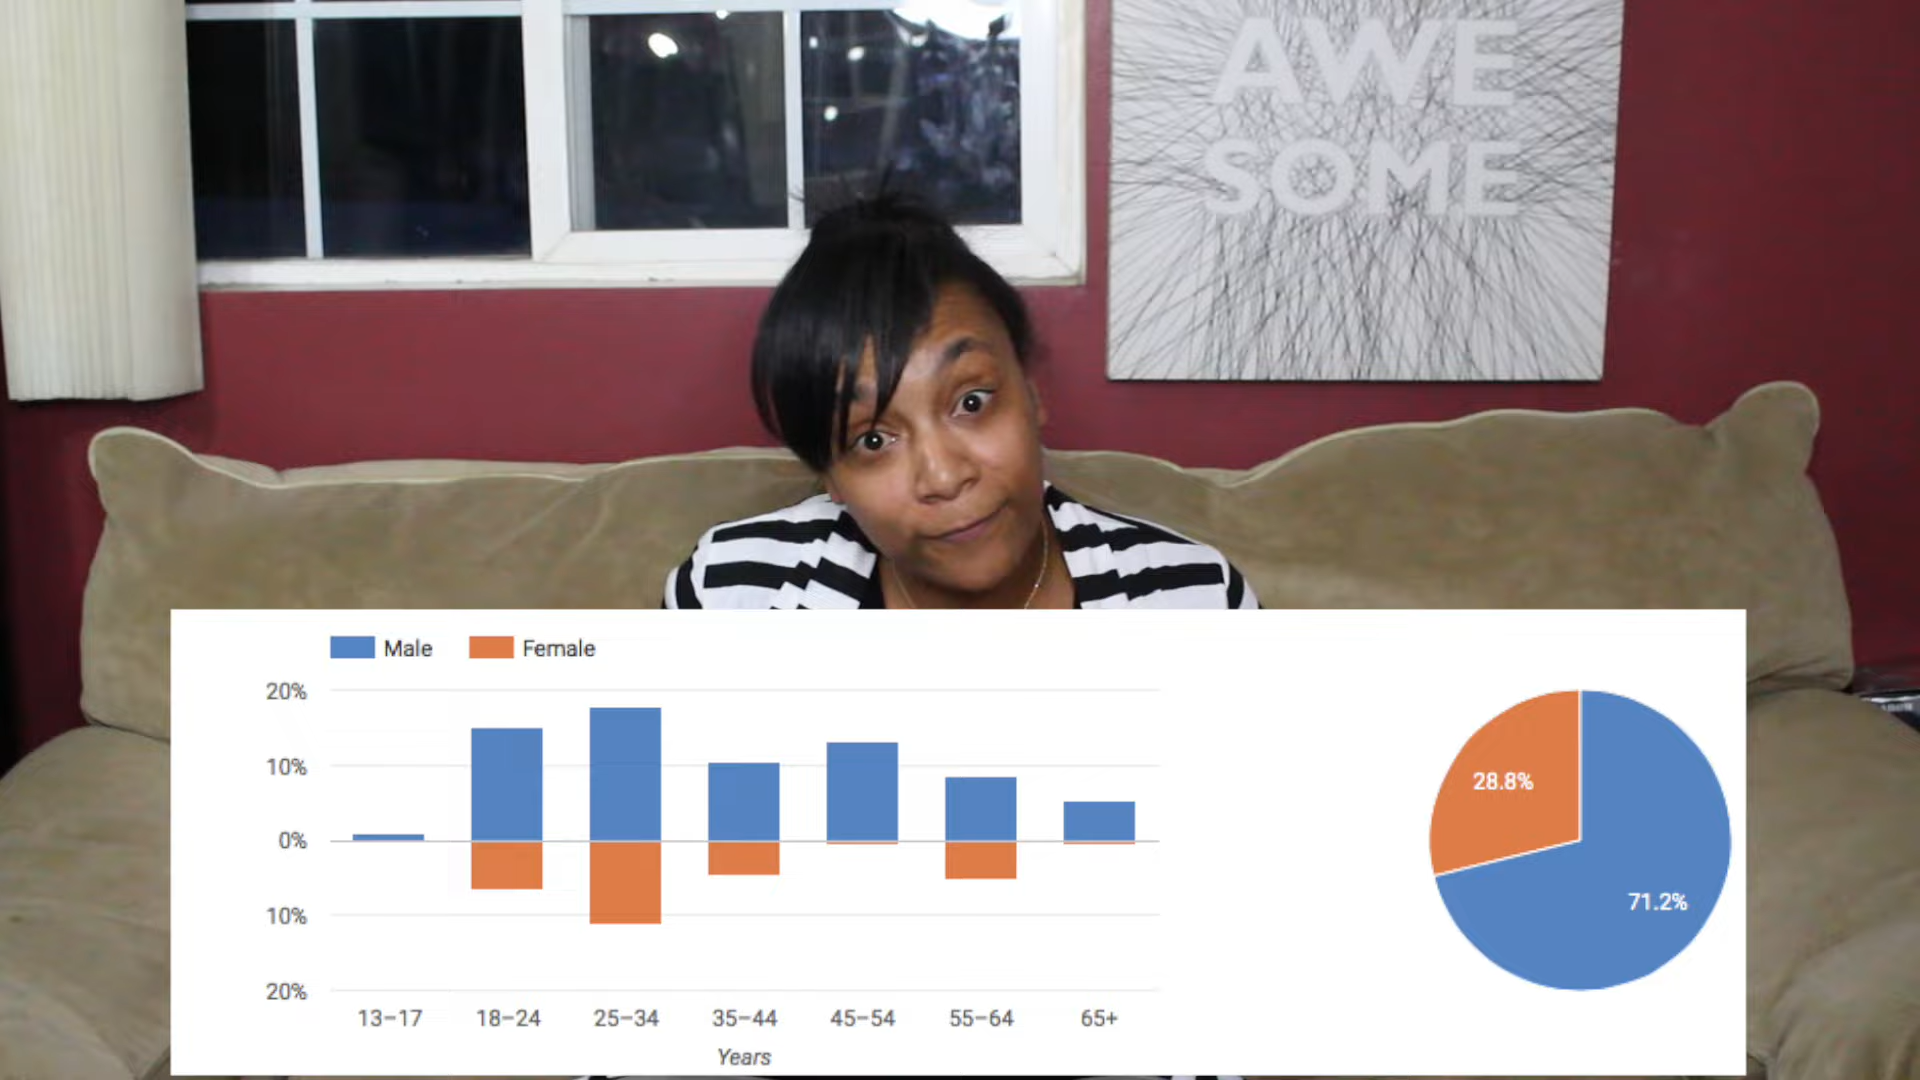 AWE
SOME
Male Female
20%
10%
0%
10%
20%
13–17 18–24 25–34 35–44 45–54 55–64 65+
Years
28.8%
71.2%